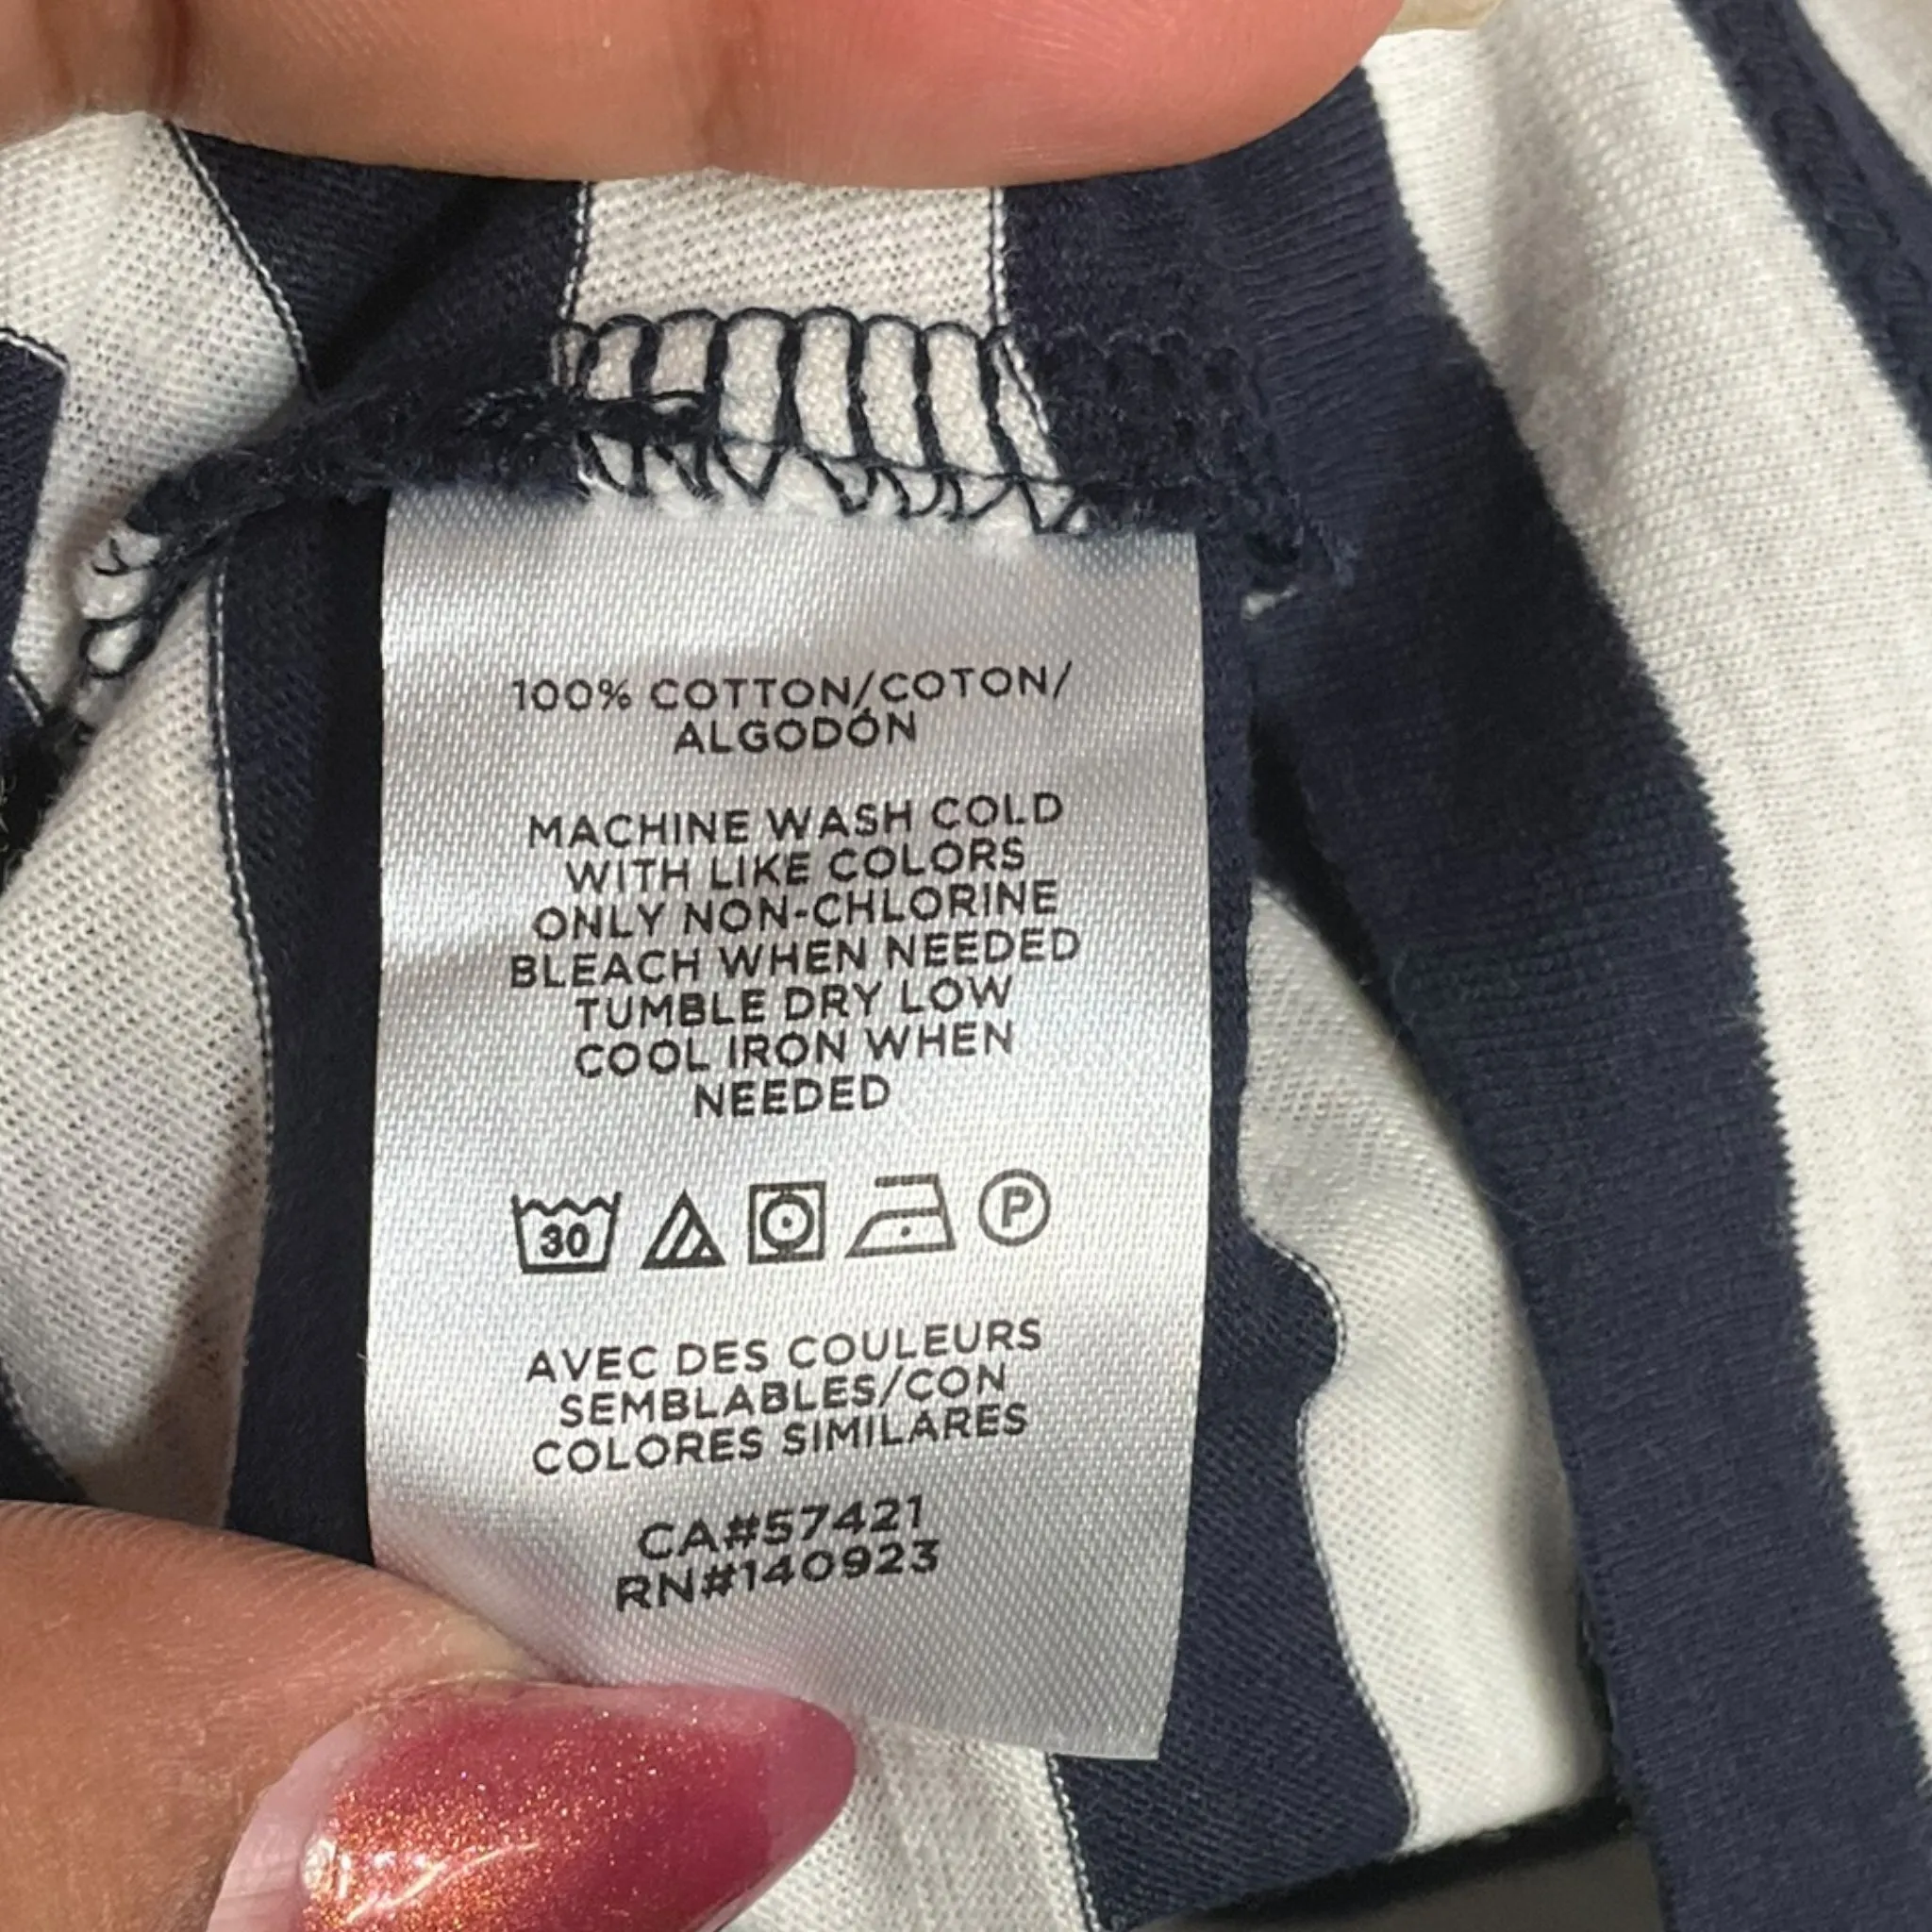 100% COTTON/COTON/
ALGODÓN
MACHINE WASH COLD
WITH LIKE COLORS
ONLY NON-CHLORINE
BLEACH WHEN NEEDED
TUMBLE DRY LOW
COOL IRON WHEN
NEEDED
30 P
AVEC DES COULEURS
SEMBLABLES/CON
COLORES SIMILARES
CA#57421
RN#140923